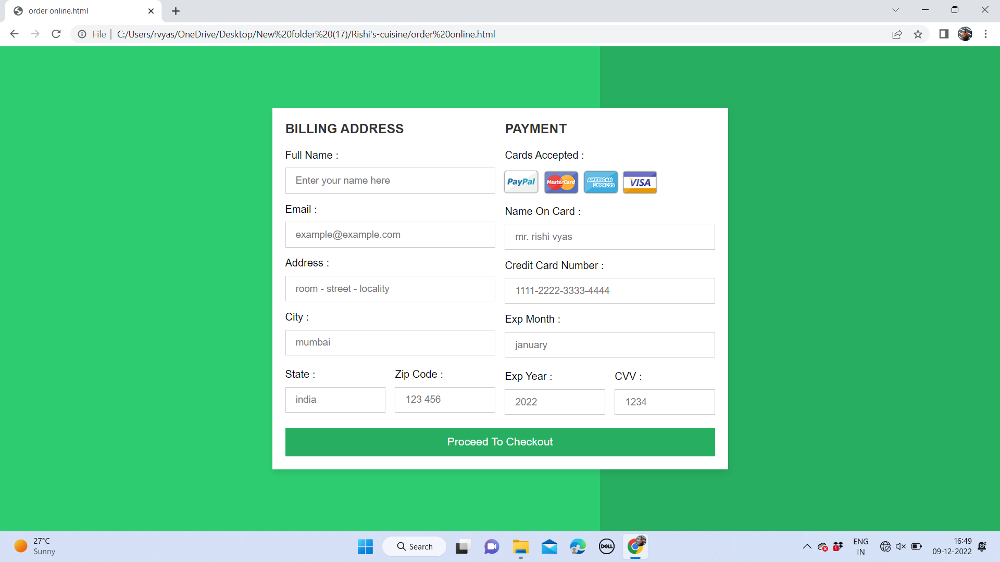 order online.html
File
C:/Users/rvyas/OneDrive/Desktop/New%20folder%20(17)/Rishi's-cuisine/order%20online.html
BILLING ADDRESS
Full Name :
Enter your name here
Email :
example@example.com
Address :
room - street - locality
City :
mumbai
State :
Zip Code :
india
123 456
PAYMENT
Cards Accepted :
PayPal
MasterCard
AMERICAN
EXPRESS
VISA
Name On Card :
mr. rishi vyas
Credit Card Number :
1111-2222-3333-4444
Exp Month :
january
Exp Year :
CVV :
2022
1234
Proceed To Checkout
27°C
Sunny
Search
DELL
1
ENG
IN
16:49
09-12-2022